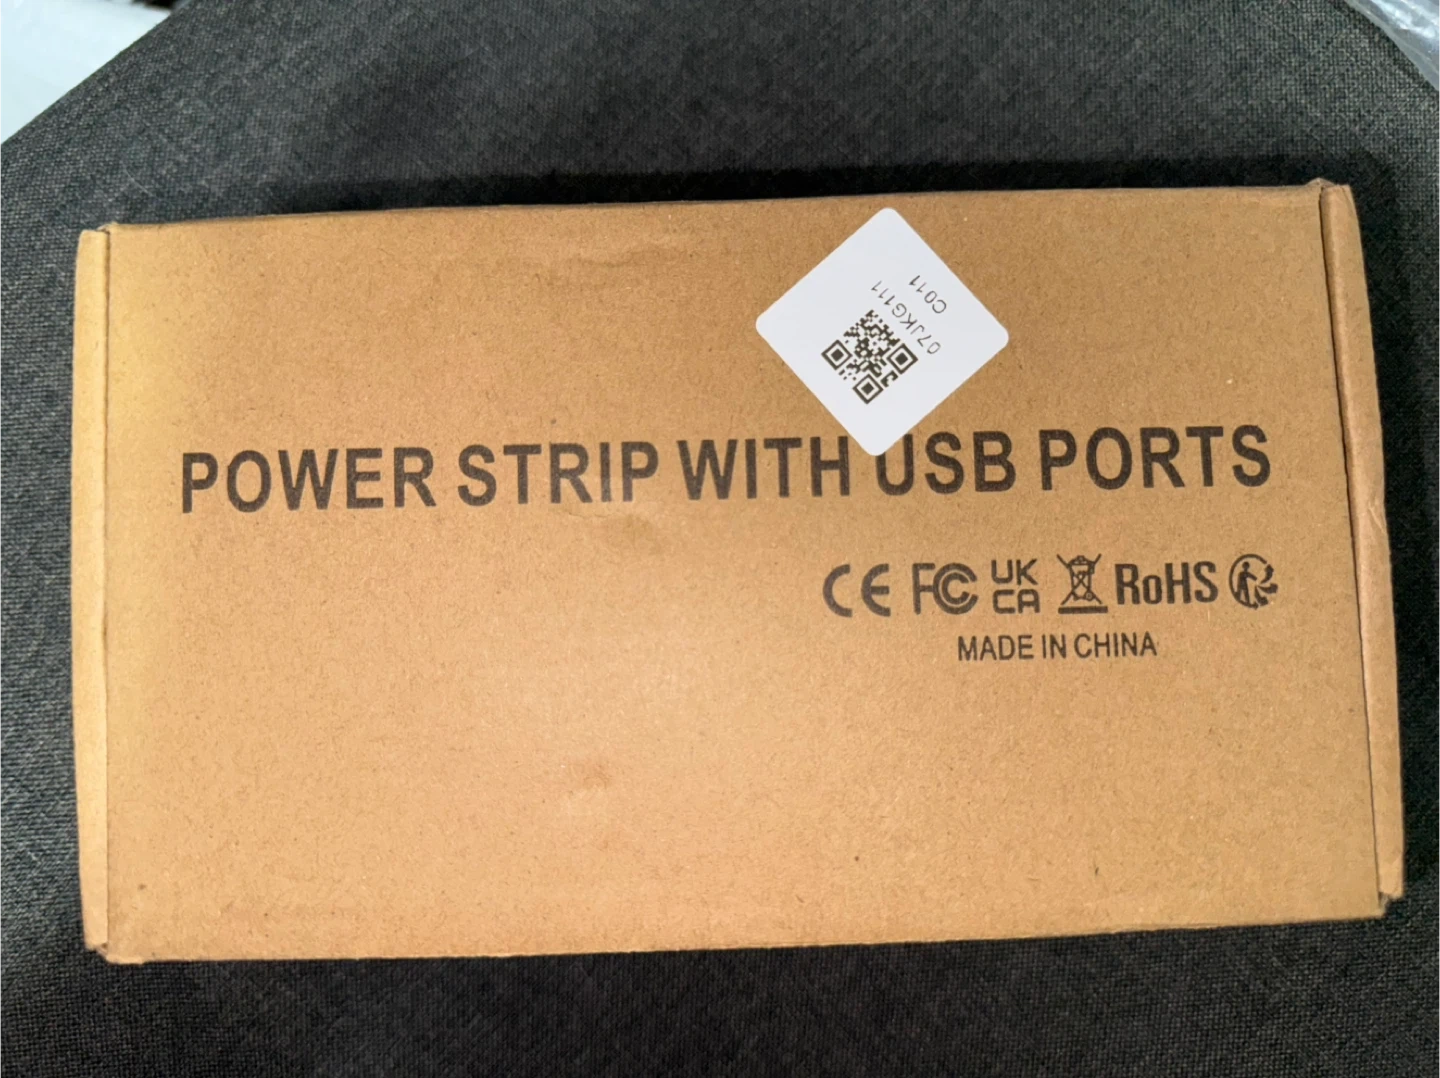 07JKG111
C011
POWER STRIP WITH USB PORTS
CE FC UK CA RoHS
MADE IN CHINA